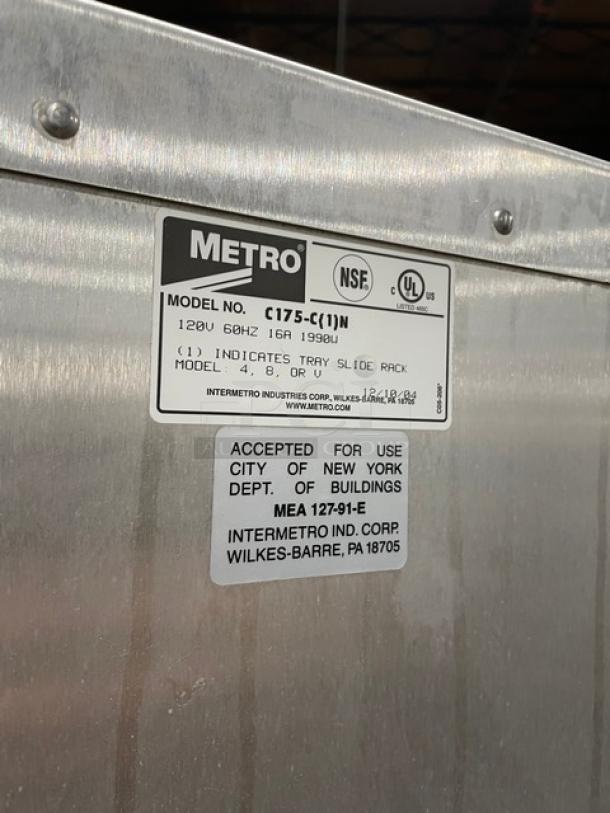 METRO®
NSF®
C UL US
LISTED 465C
MODEL NO. C175-C(1)N
120V 60HZ 16A 1990W
(1) INDICATES TRAY SLIDE RACK
MODEL: 4, 8, OR V
12/10/04
INTERMETRO INDUSTRIES CORP., WILKES-BARRE, PA 18705
WWW.METRO.COM
ACCEPTED FOR USE
CITY OF NEW YORK
DEPT. OF BUILDINGS
MEA 127-91-E
INTERMETRO IND. CORP.
WILKES-BARRE, PA 18705